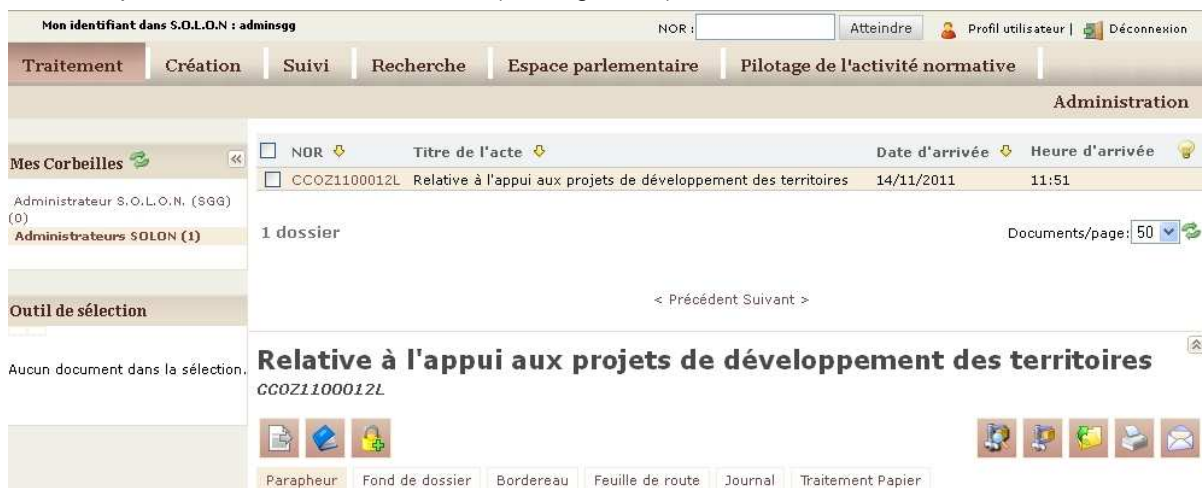 Mon identifiant dans S.O.L.O.N : adminsgg NOR : Atteindre Profil utilisateur | Déconnexion
Traitement Création Suivi Recherche Espace parlementaire Pilotage de l'activité normative
Administration
Mes Corbeilles
Administrateur S.O.L.O.N. (SGG)
(0)
Administrateurs SOLON (1)
Outil de sélection
Aucun document dans la sélection.
NOR Titre de l'acte Date d'arrivée Heure d'arrivée
CCOZ1100012L Relative à l'appui aux projets de développement des territoires 14/11/2011 11:51
1 dossier Documents/page: 50
< Précédent Suivant >
Relative à l'appui aux projets de développement des territoires
CCOZ1100012L
Parapheur Fond de dossier Bordereau Feuille de route Journal Traitement Papier